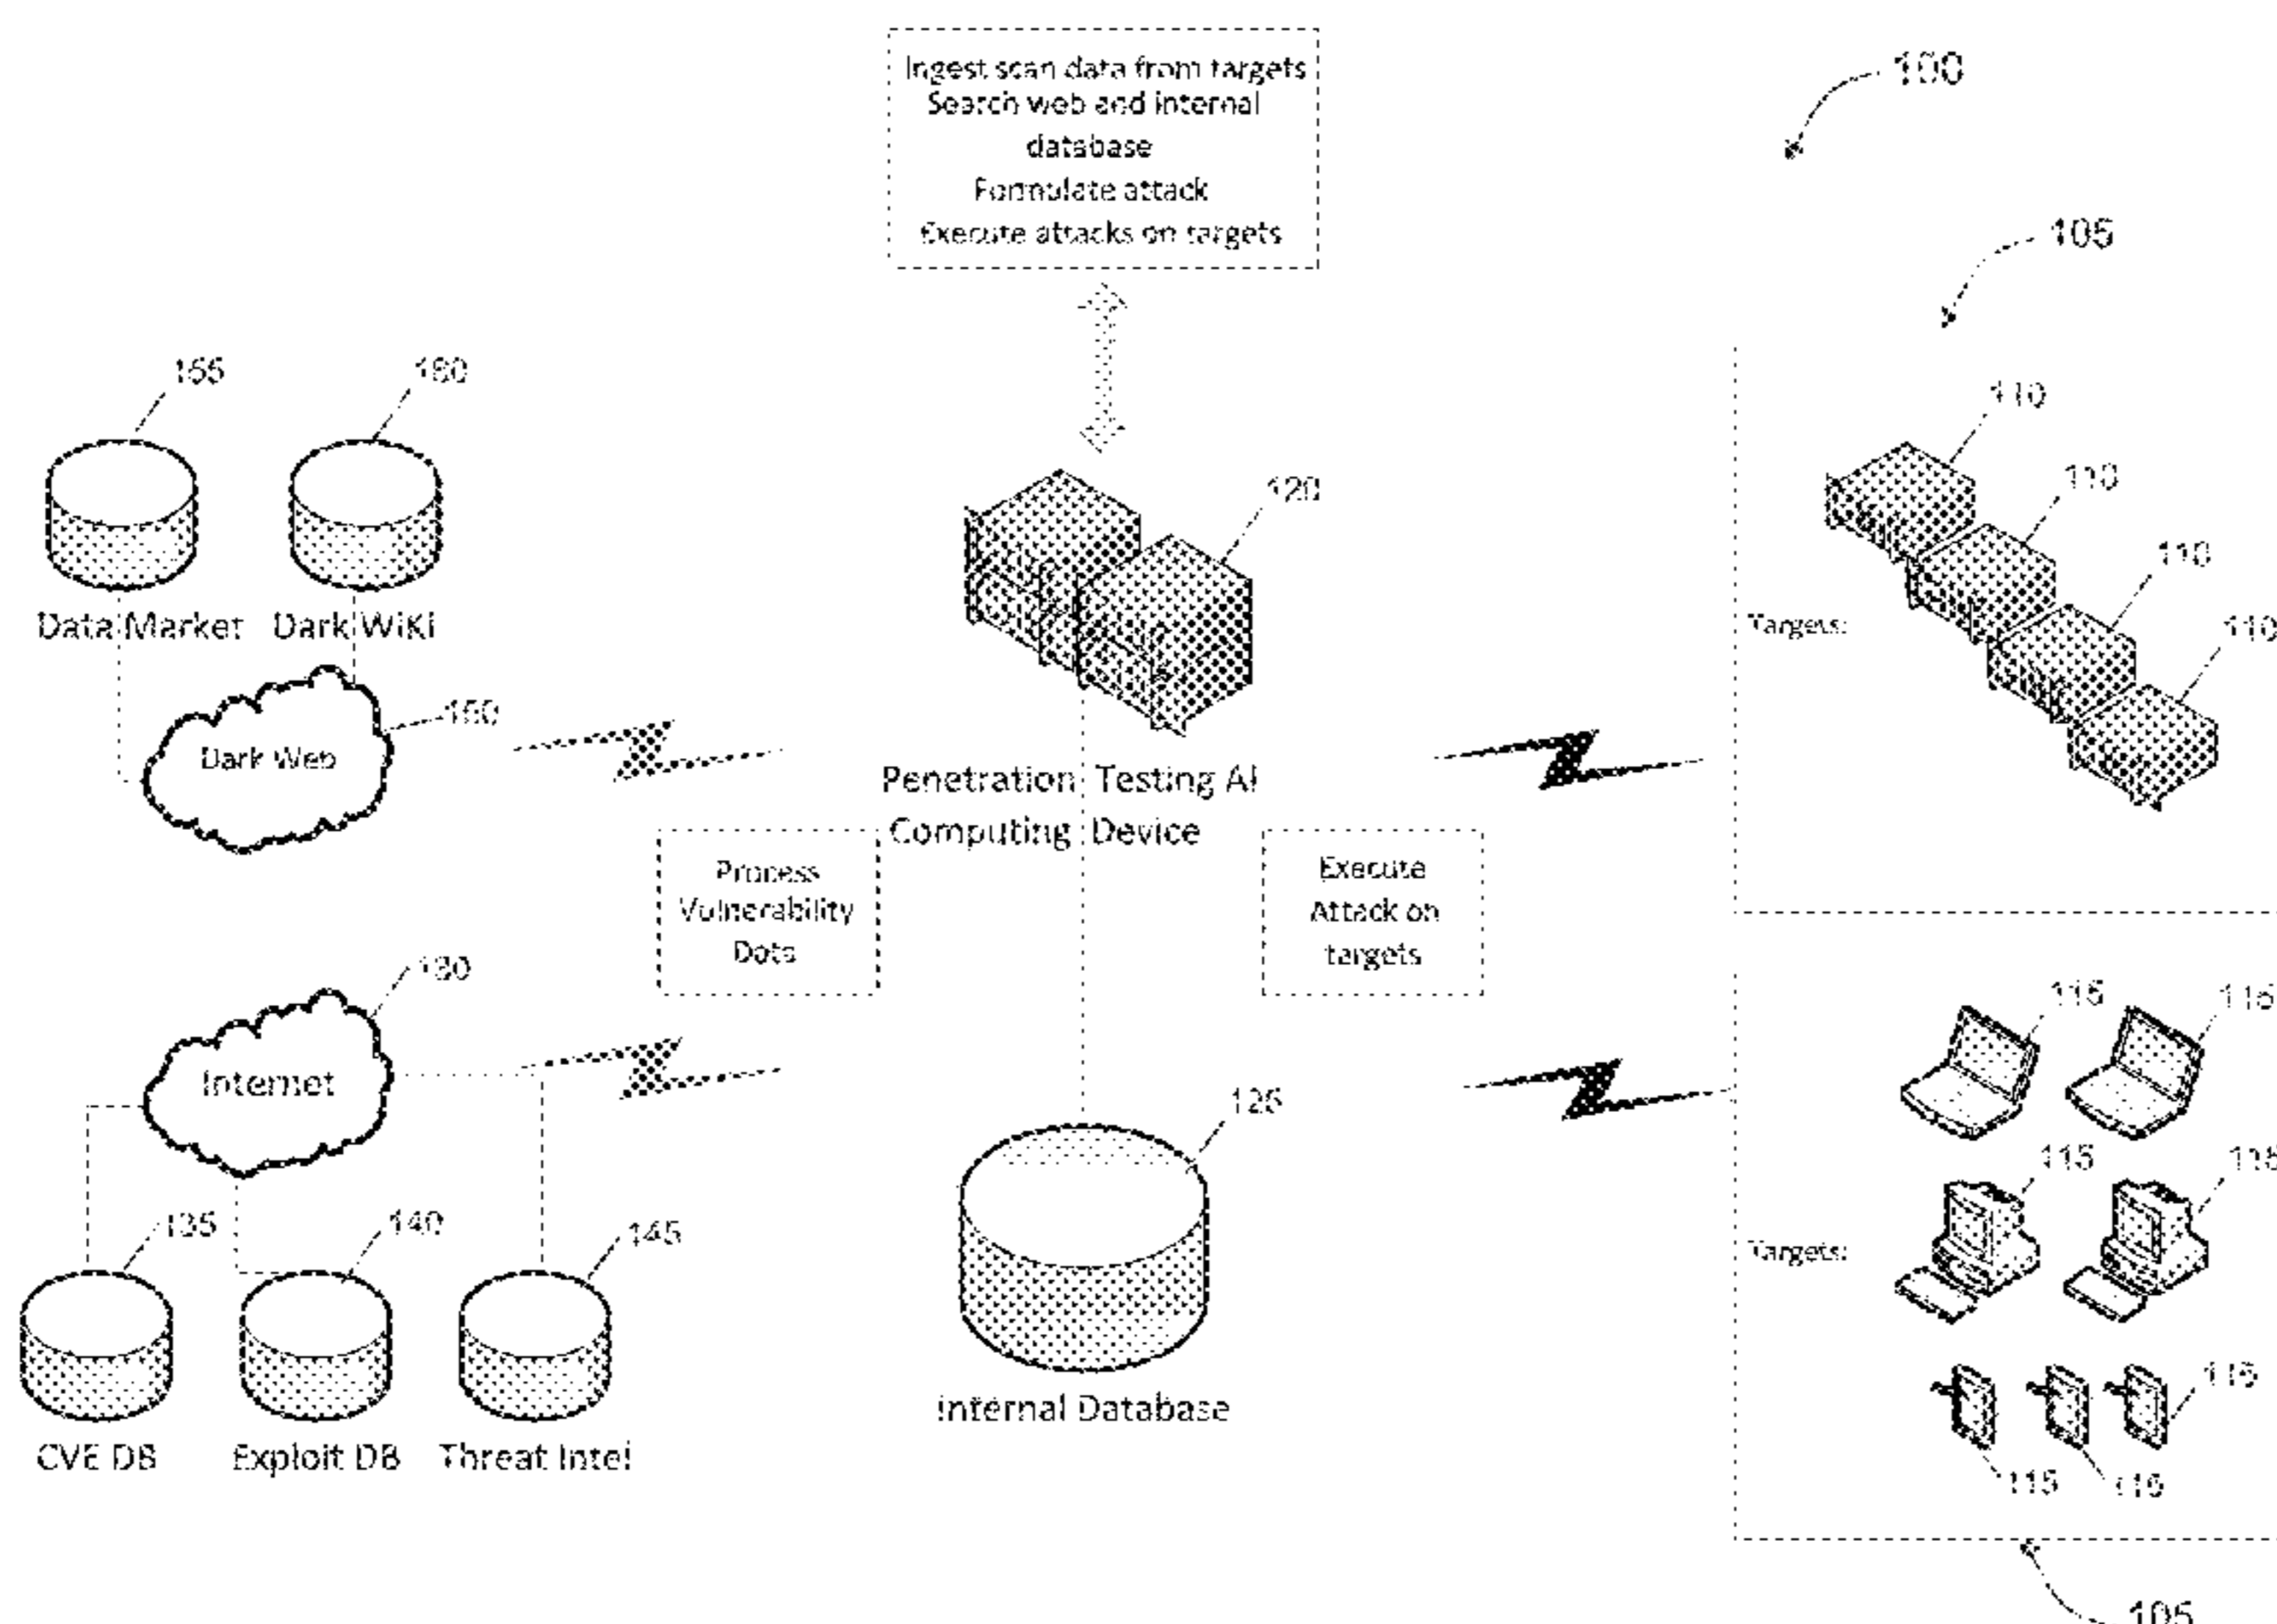 Ingest scan data from targets
Search web and internal
database
Formulate attack
Execute attacks on targets
100
105
155
160
120
110
110
110
110
Data Market
Dark WiKi
Targets:
150
Dark Web
Penetration Testing AI
Computing Device
Process
Vulnerability
Data
Execute
Attack on
targets
130
Internet
115
115
125
135
140
145
115
115
Targets:
115
Internal Database
CVE DB
Exploit DB
Threat Intel
115
115
105